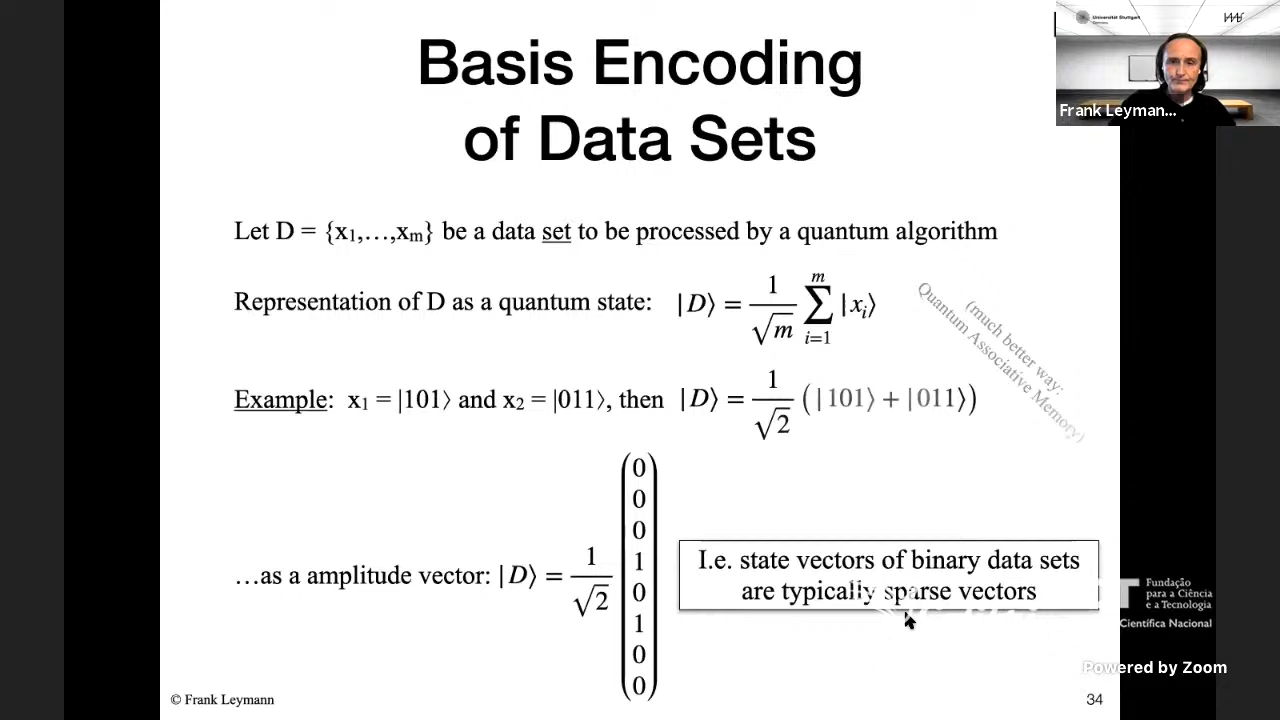 Basis Encoding
of Data Sets
Universität Stuttgart
Germany
Frank Leyman...
Let D = {x₁,…,xₘ} be a data set to be processed by a quantum algorithm
Representation of D as a quantum state: |D⟩ = 1/√m ∑ᵢ₌₁ᵐ |xᵢ⟩
(much better way:
Quantum Associative Memory)
Example: x₁ = |101⟩ and x₂ = |011⟩, then |D⟩ = 1/√2 (|101⟩ + |011⟩)
…as a amplitude vector: |D⟩ = 1/√2 (0 0 0 1 0 1 0 0)
I.e. state vectors of binary data sets
are typically sparse vectors
Fundação
para a Ciência
e a Tecnologia
Científica Nacional
Powered by Zoom
© Frank Leymann
34